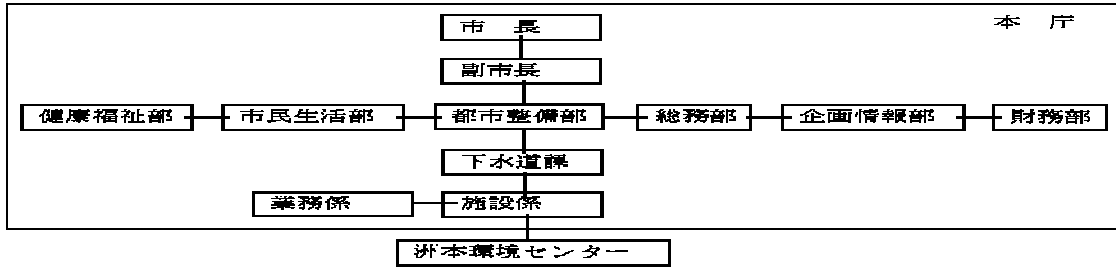 本 庁
市 長
副市長
健康福祉部 市民生活部 都市整備部 総務部 企画情報部 財務部
下水道課
業務係 施設係
洲本環境センター